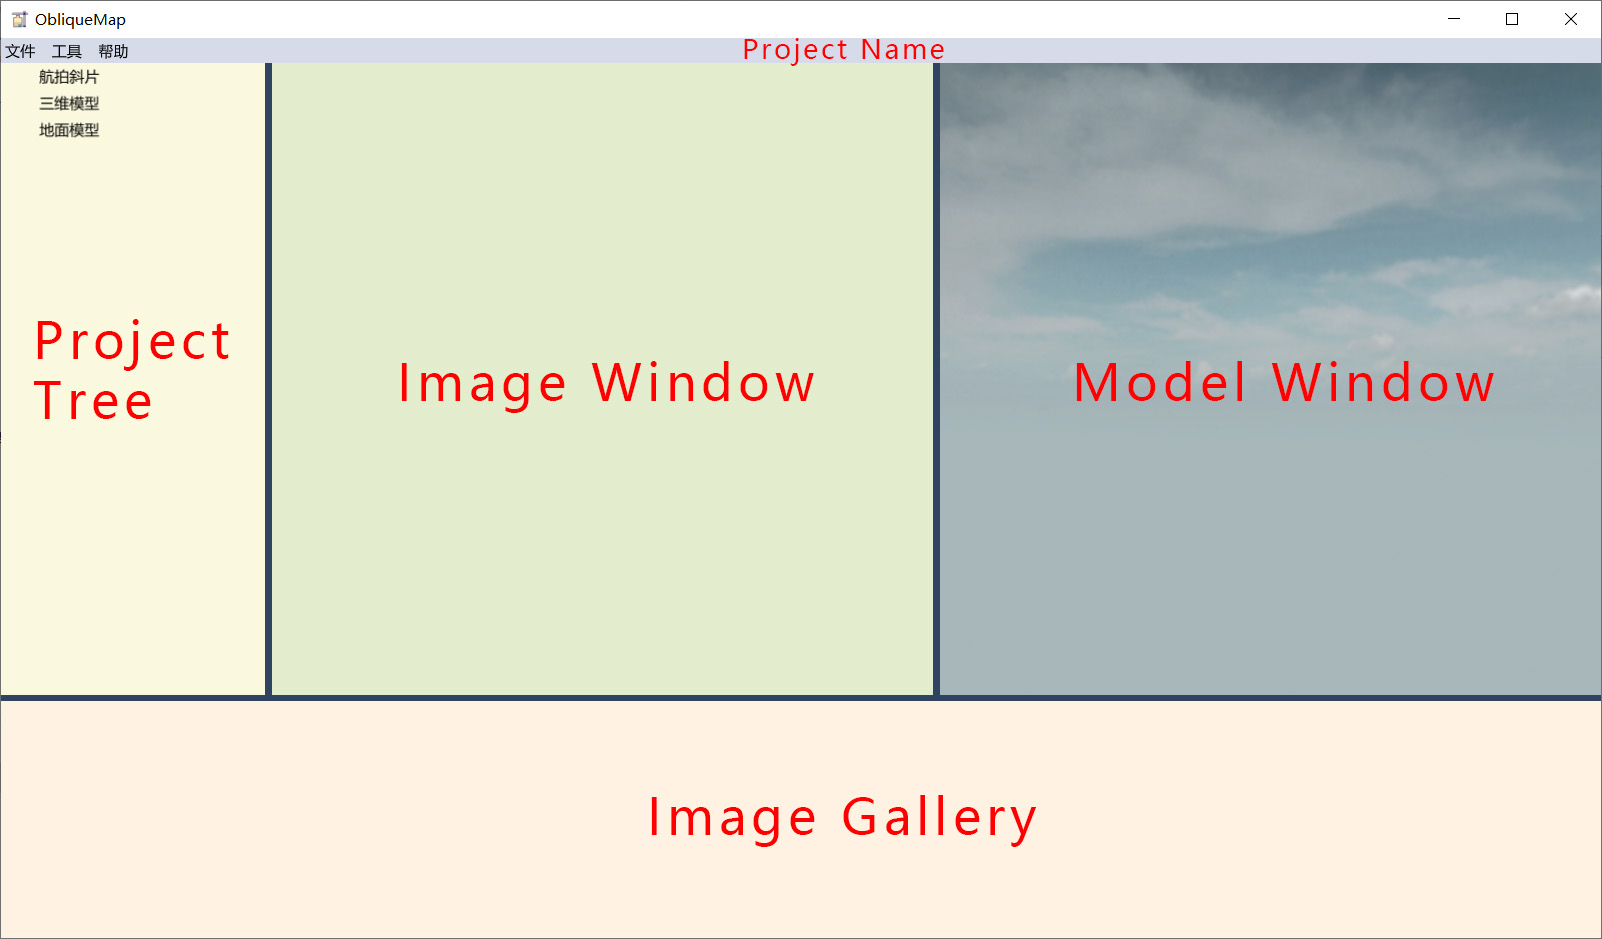 ObliqueMap
文件 工具 帮助
Project Name
航拍斜片
三维模型
地面模型
Project
Tree
Image Window
Model Window
Image Gallery